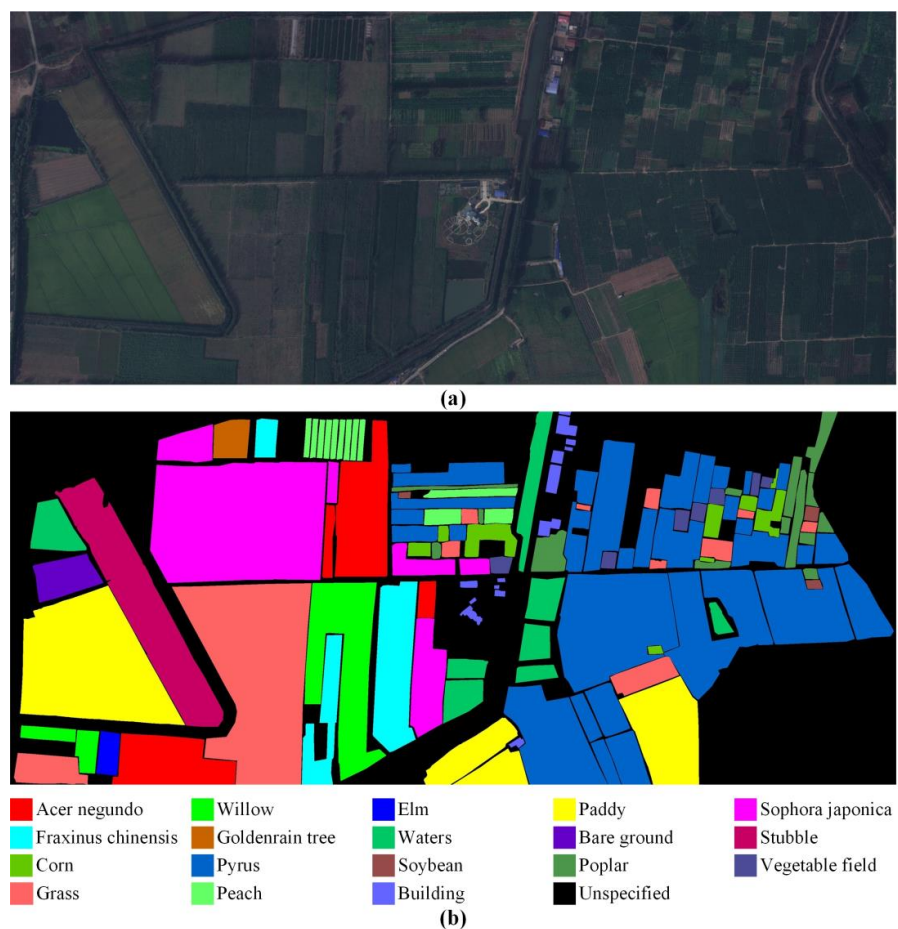 (a)
Acer negundo Willow Elm Paddy Sophora japonica
Fraxinus chinensis Goldenrain tree Waters Bare ground Stubble
Corn Pyrus Soybean Poplar Vegetable field
Grass Peach Building Unspecified
(b)